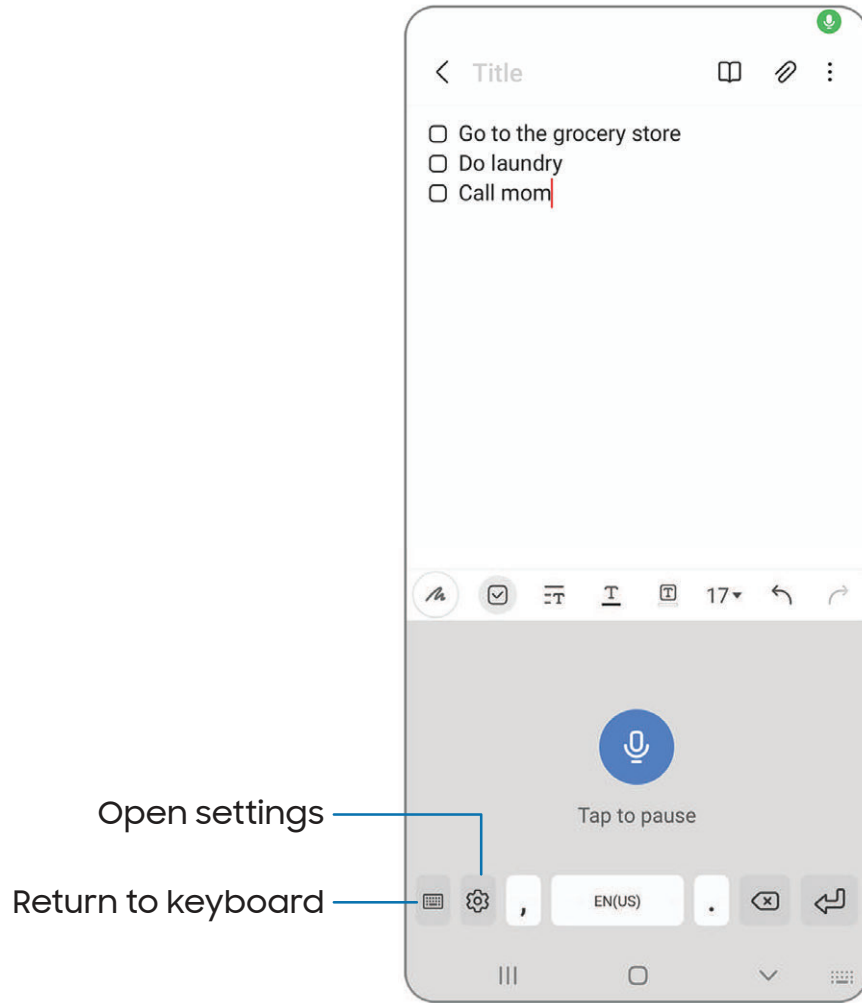 Title
Go to the grocery store
Do laundry
Call mom
17
Tap to pause
Open settings
Return to keyboard
, EN(US) .